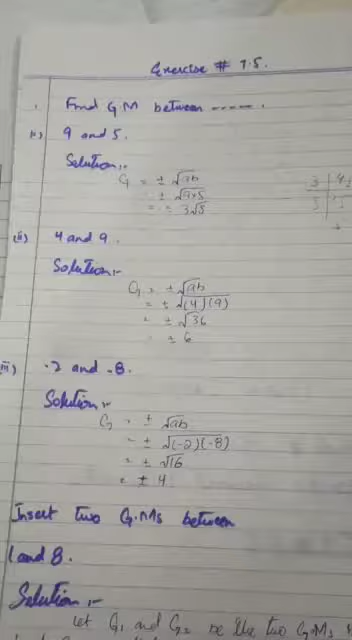 Exercise # 7.5.
1. Find G.M between -----.
(i) 9 and 5.
Solution:-
G = ± √ab
= ± √9×5
= ± 3√5
(ii) 4 and 9.
Solution:-
G = ± √ab
= ± √(4)(9)
= ± √36
= ± 6
(iii) -2 and -8.
Solution:-
G = ± √ab
= ± √(-2)(-8)
= ± √16
= ± 4
Insert two G.Ms between
1 and 8.
Solution:-
Let G₁ and G₂ be the two G.Ms